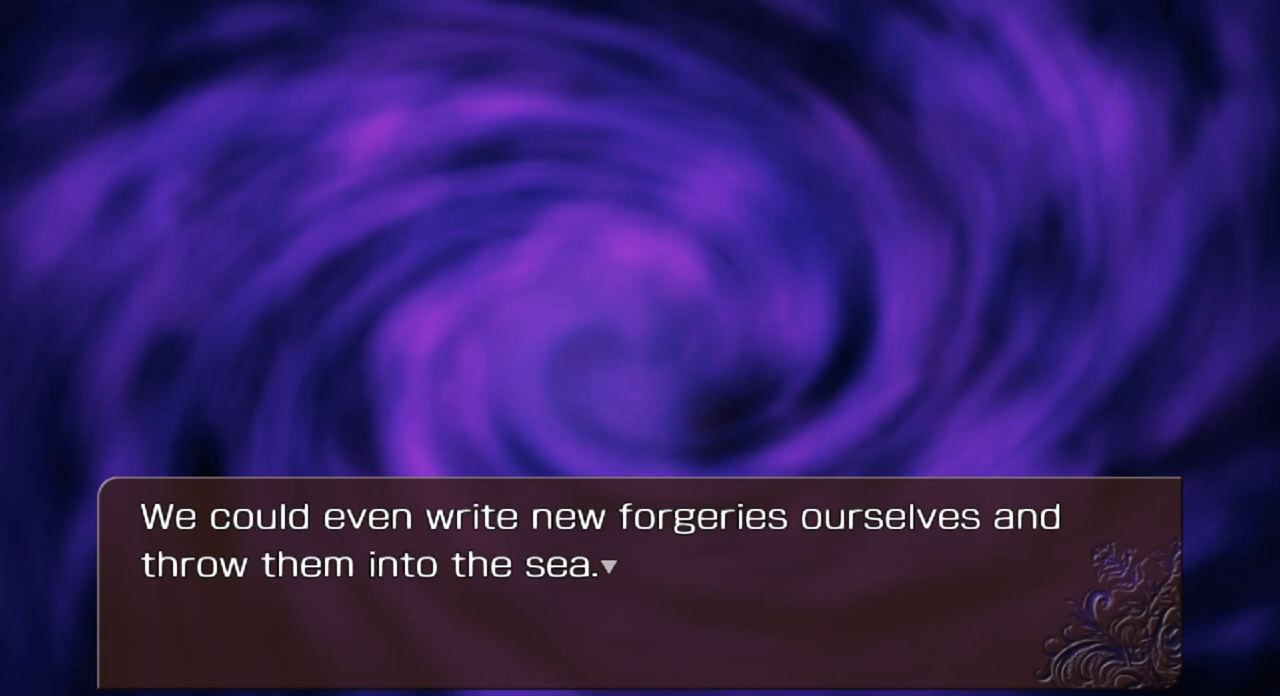 We could even write new forgeries ourselves and
throw them into the sea.